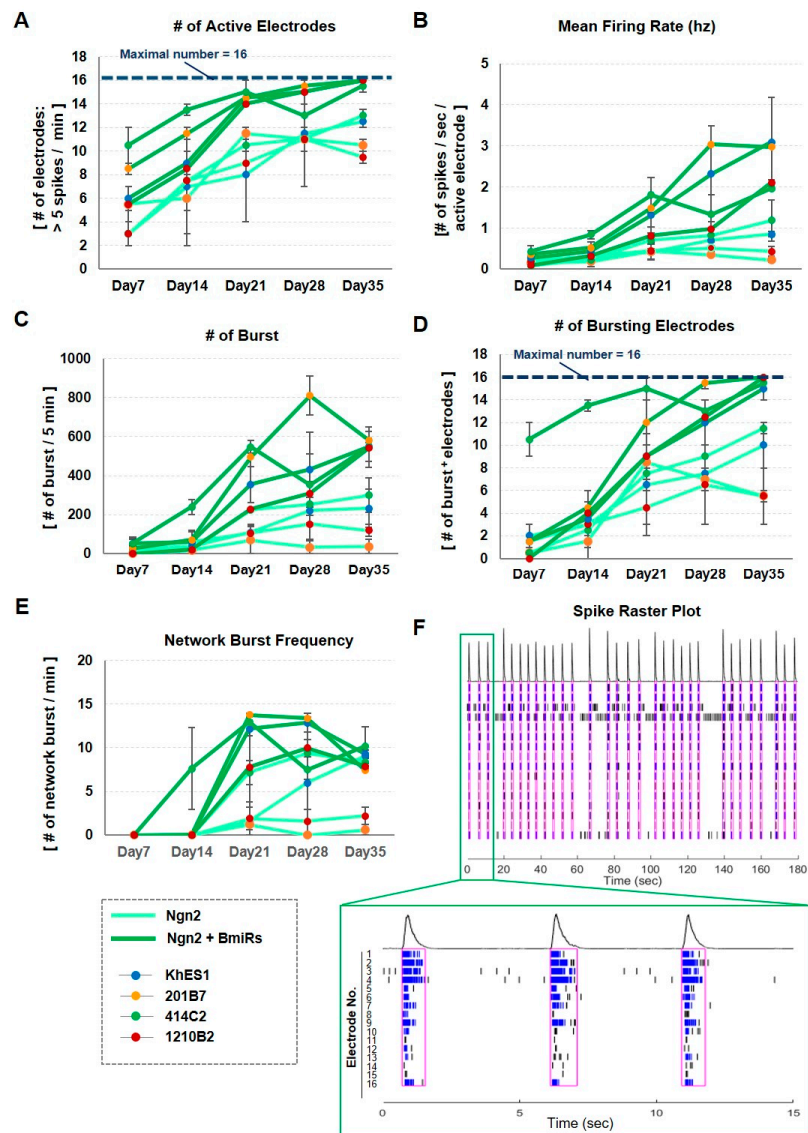 A
# of Active Electrodes
[ # of electrodes:
> 5 spikes / min ]
18
16
14
12
10
8
6
4
2
0
Maximal number = 16
Day7 Day14 Day21 Day28 Day35
B
Mean Firing Rate (hz)
[# of spikes / sec /
active electrode ]
5
4
3
2
1
0
Day7 Day14 Day21 Day28 Day35
C
# of Burst
[ # of burst / 5 min ]
1000
800
600
400
200
0
Day7 Day14 Day21 Day28 Day35
D
# of Bursting Electrodes
[ # of burst+ electrodes ]
18
16
14
12
10
8
6
4
2
0
Maximal number = 16
Day7 Day14 Day21 Day28 Day35
E
Network Burst Frequency
[ # of network burst / min ]
20
15
10
5
0
Day7 Day14 Day21 Day28 Day35
Ngn2
Ngn2 + BmiRs
KhES1
201B7
414C2
1210B2
F
Spike Raster Plot
0 20 40 60 80 100 120 140 160 180
Time (sec)
Electrode No.
1
2
3
4
5
6
7
8
9
10
11
12
13
14
15
16
0 5 10 15
Time (sec)